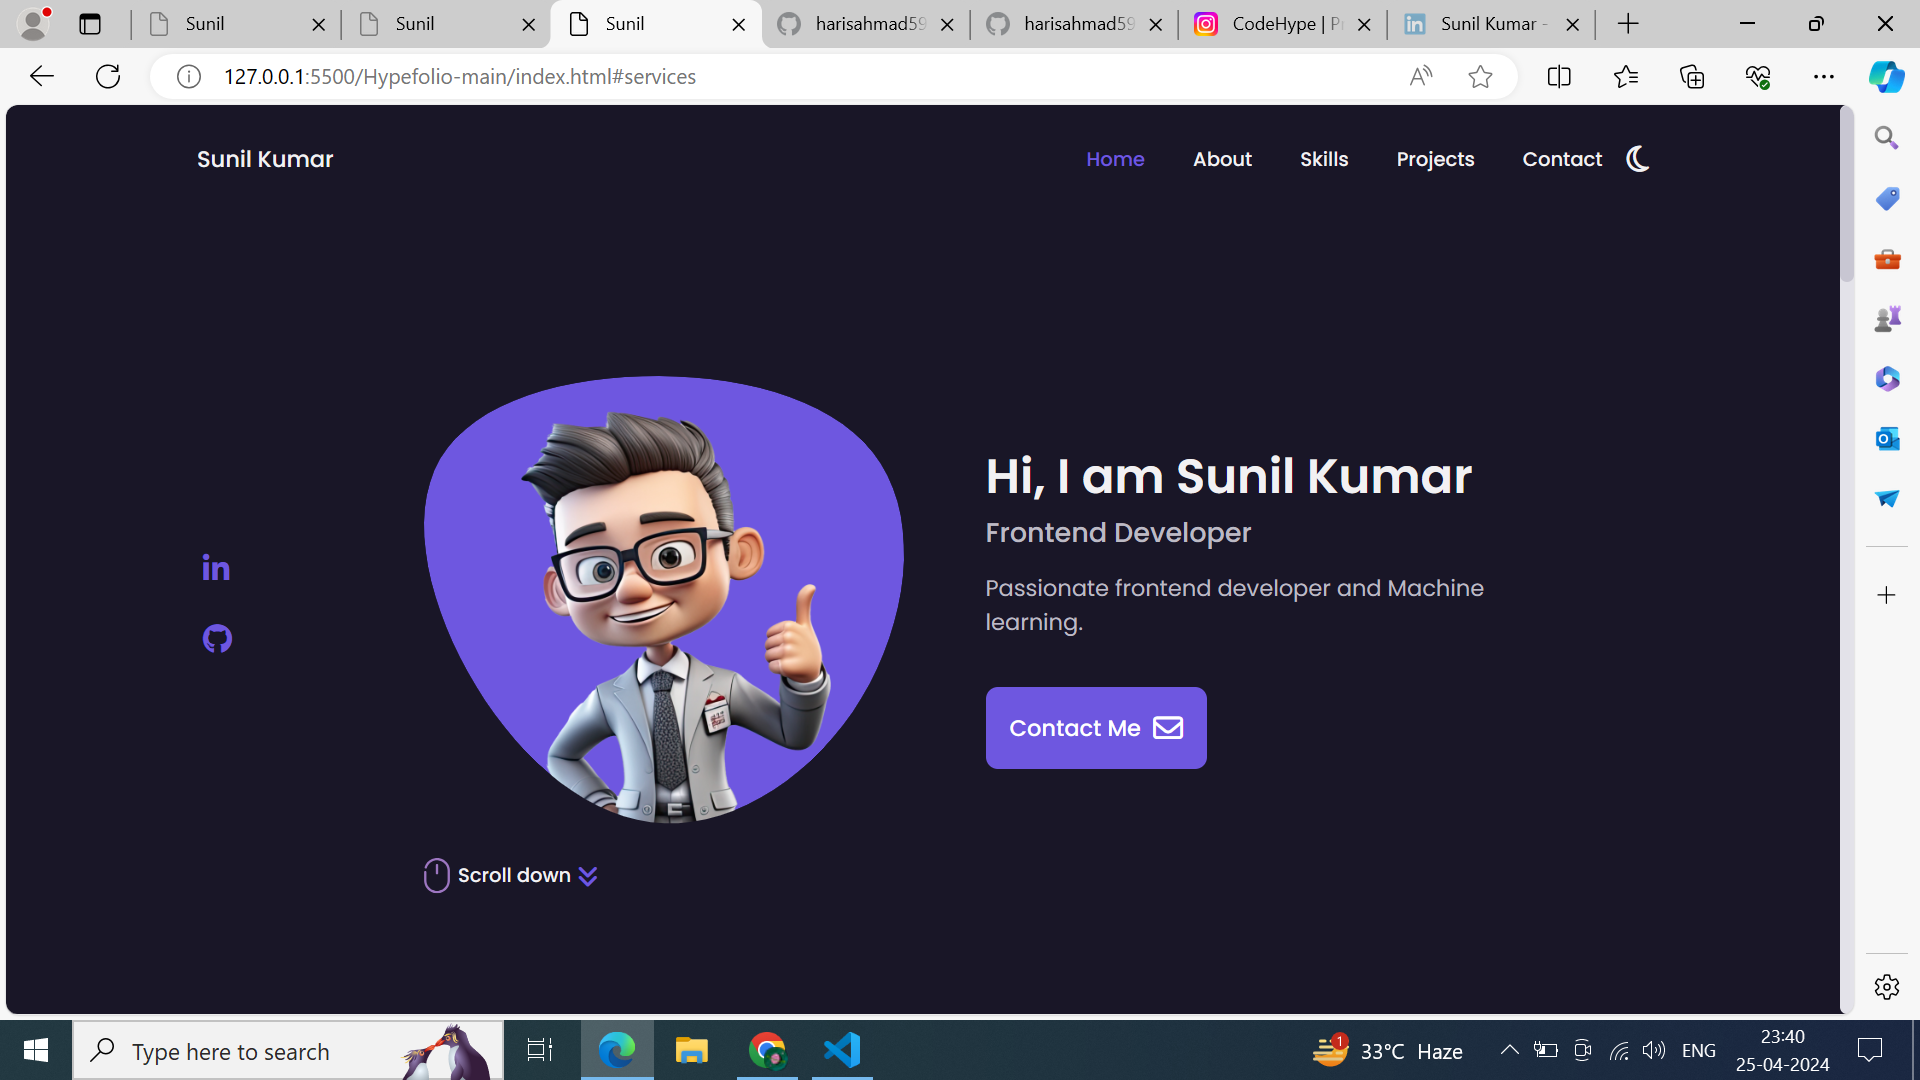 Sunil
Sunil
Sunil
harisahmad59
harisahmad59
CodeHype | Pr
Sunil Kumar -
127.0.0.1:5500/Hypefolio-main/index.html#services
Sunil Kumar
Home
About
Skills
Projects
Contact
Hi, I am Sunil Kumar
Frontend Developer
Passionate frontend developer and Machine
learning.
in
Contact Me
Scroll down
Type here to search
1
33°C Haze
ENG
23:40
25-04-2024